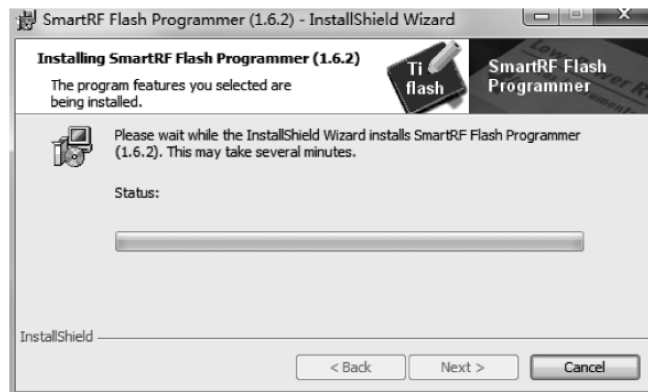 SmartRF Flash Programmer (1.6.2) - InstallShield Wizard
Installing SmartRF Flash Programmer (1.6.2)
The program features you selected are
being installed.
Ti
flash
SmartRF Flash
Programmer
Please wait while the InstallShield Wizard installs SmartRF Flash Programmer
(1.6.2). This may take several minutes.
Status:
InstallShield
< Back
Next >
Cancel